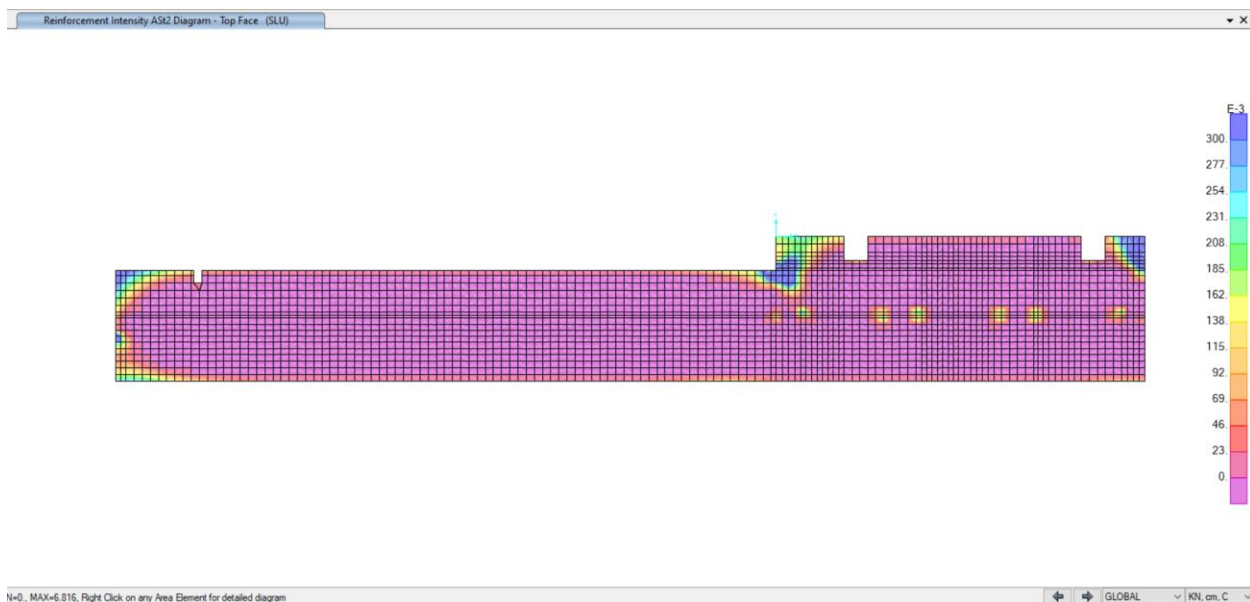 Reinforcement Intensity ASt2 Diagram - Top Face (SLU)
E-3
300.
277.
254.
231.
208.
185.
162.
138.
115.
92.
69.
46.
23.
0.
N=0., MAX=6.816, Right Click on any Area Element for detailed diagram
GLOBAL
KN, cm, C